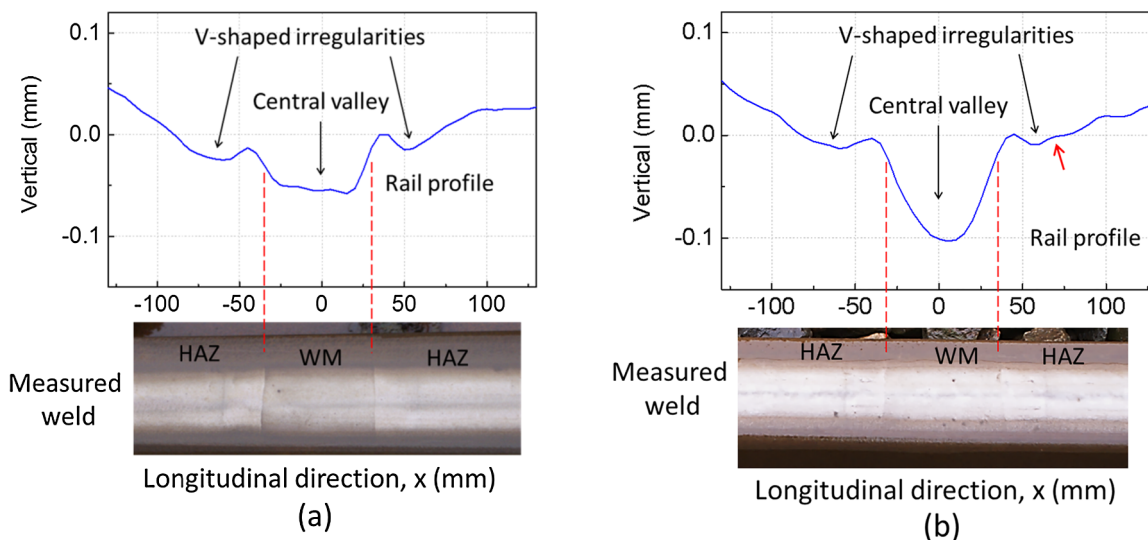 0.1
V-shaped irregularities
Central valley
0.0
Rail profile
-0.1
Vertical (mm)
-100 -50 0 50 100
HAZ WM HAZ
Measured
weld
Longitudinal direction, x (mm)
(a)
0.1
V-shaped irregularities
Central valley
0.0
-0.1
Rail profile
Vertical (mm)
-100 -50 0 50 100
HAZ WM HAZ
Measured
weld
Longitudinal direction, x (mm)
(b)